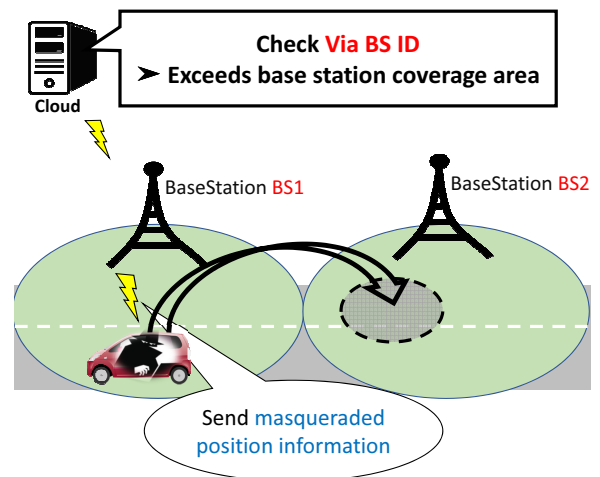 Check Via BS ID
➤ Exceeds base station coverage area
Cloud
BaseStation BS1
BaseStation BS2
Send masqueraded
position information